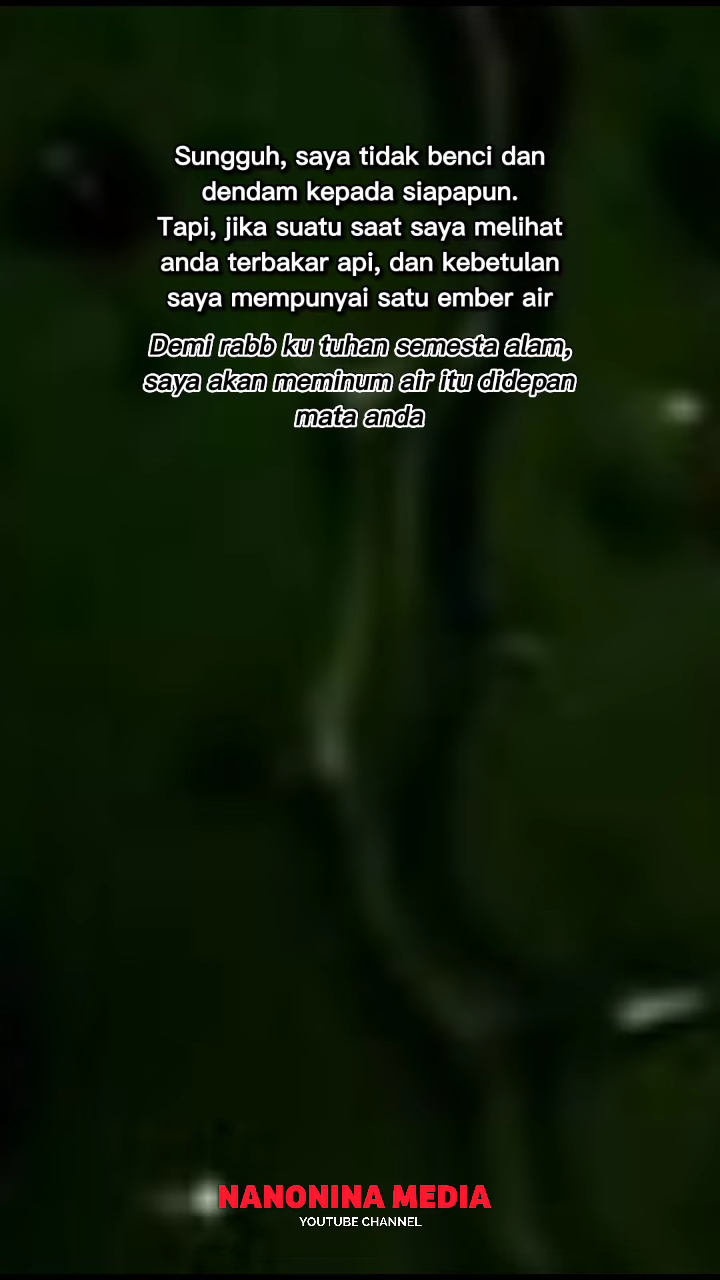 Sungguh, saya tidak benci dan
dendam kepada siapapun.
Tapi, jika suatu saat saya melihat
anda terbakar api, dan kebetulan
saya mempunyai satu ember air
Demi rabb ku tuhan semesta alam,
saya akan meminum air itu didepan
mata anda
NANONINA MEDIA
YOUTUBE CHANNEL